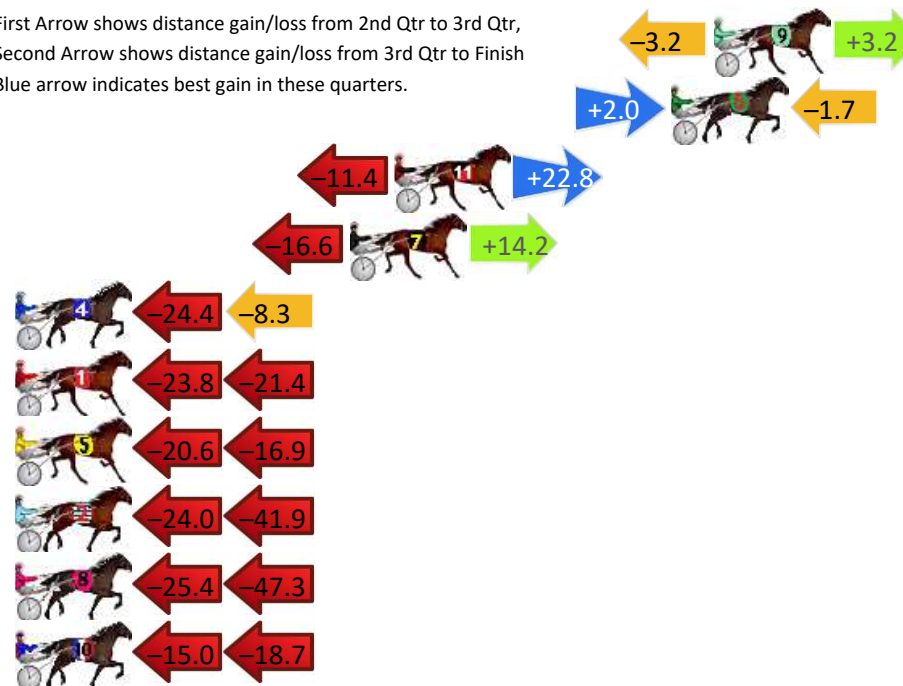 First Arrow shows distance gain/loss from 2nd Qtr to 3rd Qtr,
Second Arrow shows distance gain/loss from 3rd Qtr to Finish
Blue arrow indicates best gain in these quarters.
–3.2 9 +3.2
+2.0 –1.7
–11.4 11 +22.8
–16.6 7 +14.2
4 –24.4 –8.3
1 –23.8 –21.4
5 –20.6 –16.9
–24.0 –41.9
8 –25.4 –47.3
10 –15.0 –18.7